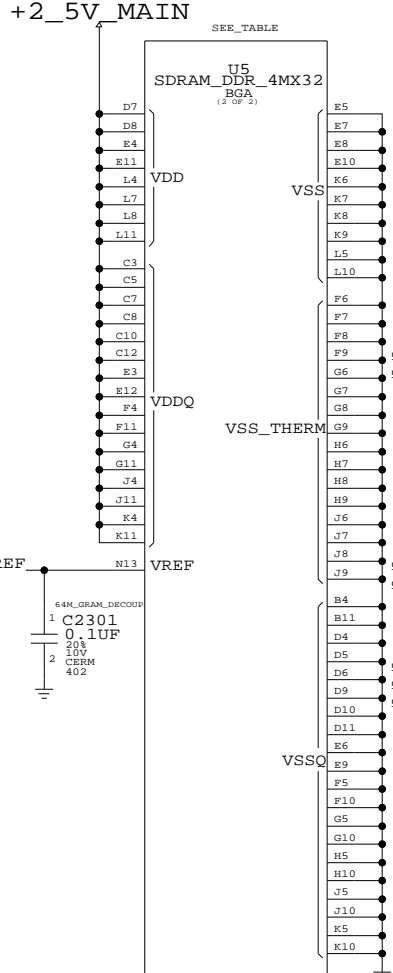 +2_5V_MAIN
SEE_TABLE
U5
SDRAM_DDR_4MX32
BGA
(2 OF 2)
D7
D8
E4
E11
L4
L7
L8
L11
VDD
C3
C5
C7
C8
C10
C12
E3
E12
F4
F11
G4
G11
J4
J11
K4
K11
VDDQ
EF
N13
VREF
64M_GRAM_DECOUP
1 C2301
0.1UF
20%
10V
2 CERM
402
E5
E7
E8
E10
K6
K7
K8
K9
L5
L10
VSS
F6
F7
F8
F9
G6
G7
G8
G9
H6
H7
H8
H9
J6
J7
J8
J9
VSS_THERM
B4
B11
D4
D5
D6
D9
D10
D11
E6
E9
F5
F10
G5
G10
H5
H10
J5
J10
K5
K10
VSSQ